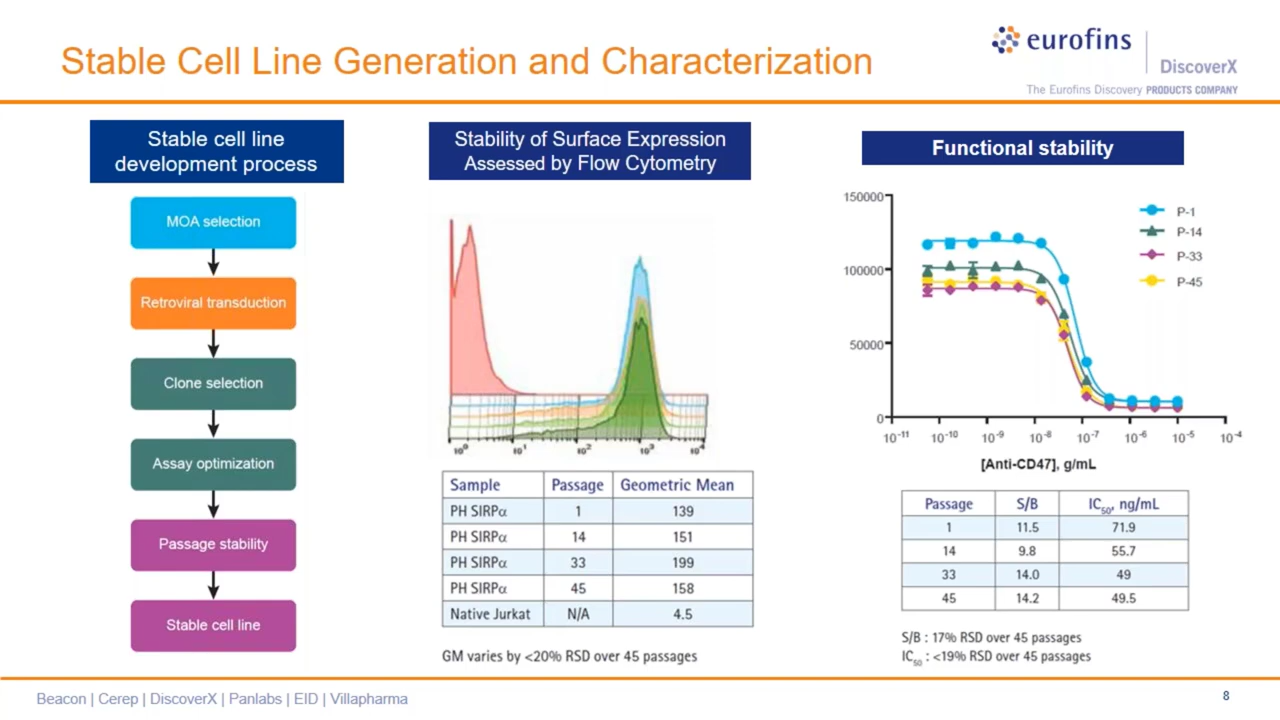 Stable Cell Line Generation and Characterization
eurofins
DiscoverX
The Eurofins Discovery PRODUCTS COMPANY
Stable cell line
development process
MOA selection
Retroviral transduction
Clone selection
Assay optimization
Passage stability
Stable cell line
Stability of Surface Expression
Assessed by Flow Cytometry
10⁰ 10¹ 10² 10³ 10⁴
Sample Passage Geometric Mean
PH SIRPα 1 139
PH SIRPα 14 151
PH SIRPα 33 199
PH SIRPα 45 158
Native Jurkat N/A 4.5
GM varies by <20% RSD over 45 passages
Functional stability
150000
100000
50000
0
10⁻¹¹ 10⁻¹⁰ 10⁻⁹ 10⁻⁸ 10⁻⁷ 10⁻⁶ 10⁻⁵ 10⁻⁴
[Anti-CD47], g/mL
P-1
P-14
P-33
P-45
Passage S/B IC₅₀, ng/mL
1 11.5 71.9
14 9.8 55.7
33 14.0 49
45 14.2 49.5
S/B : 17% RSD over 45 passages
IC₅₀ : <19% RSD over 45 passages
Beacon | Cerep | DiscoverX | Panlabs | EID | Villapharma
8